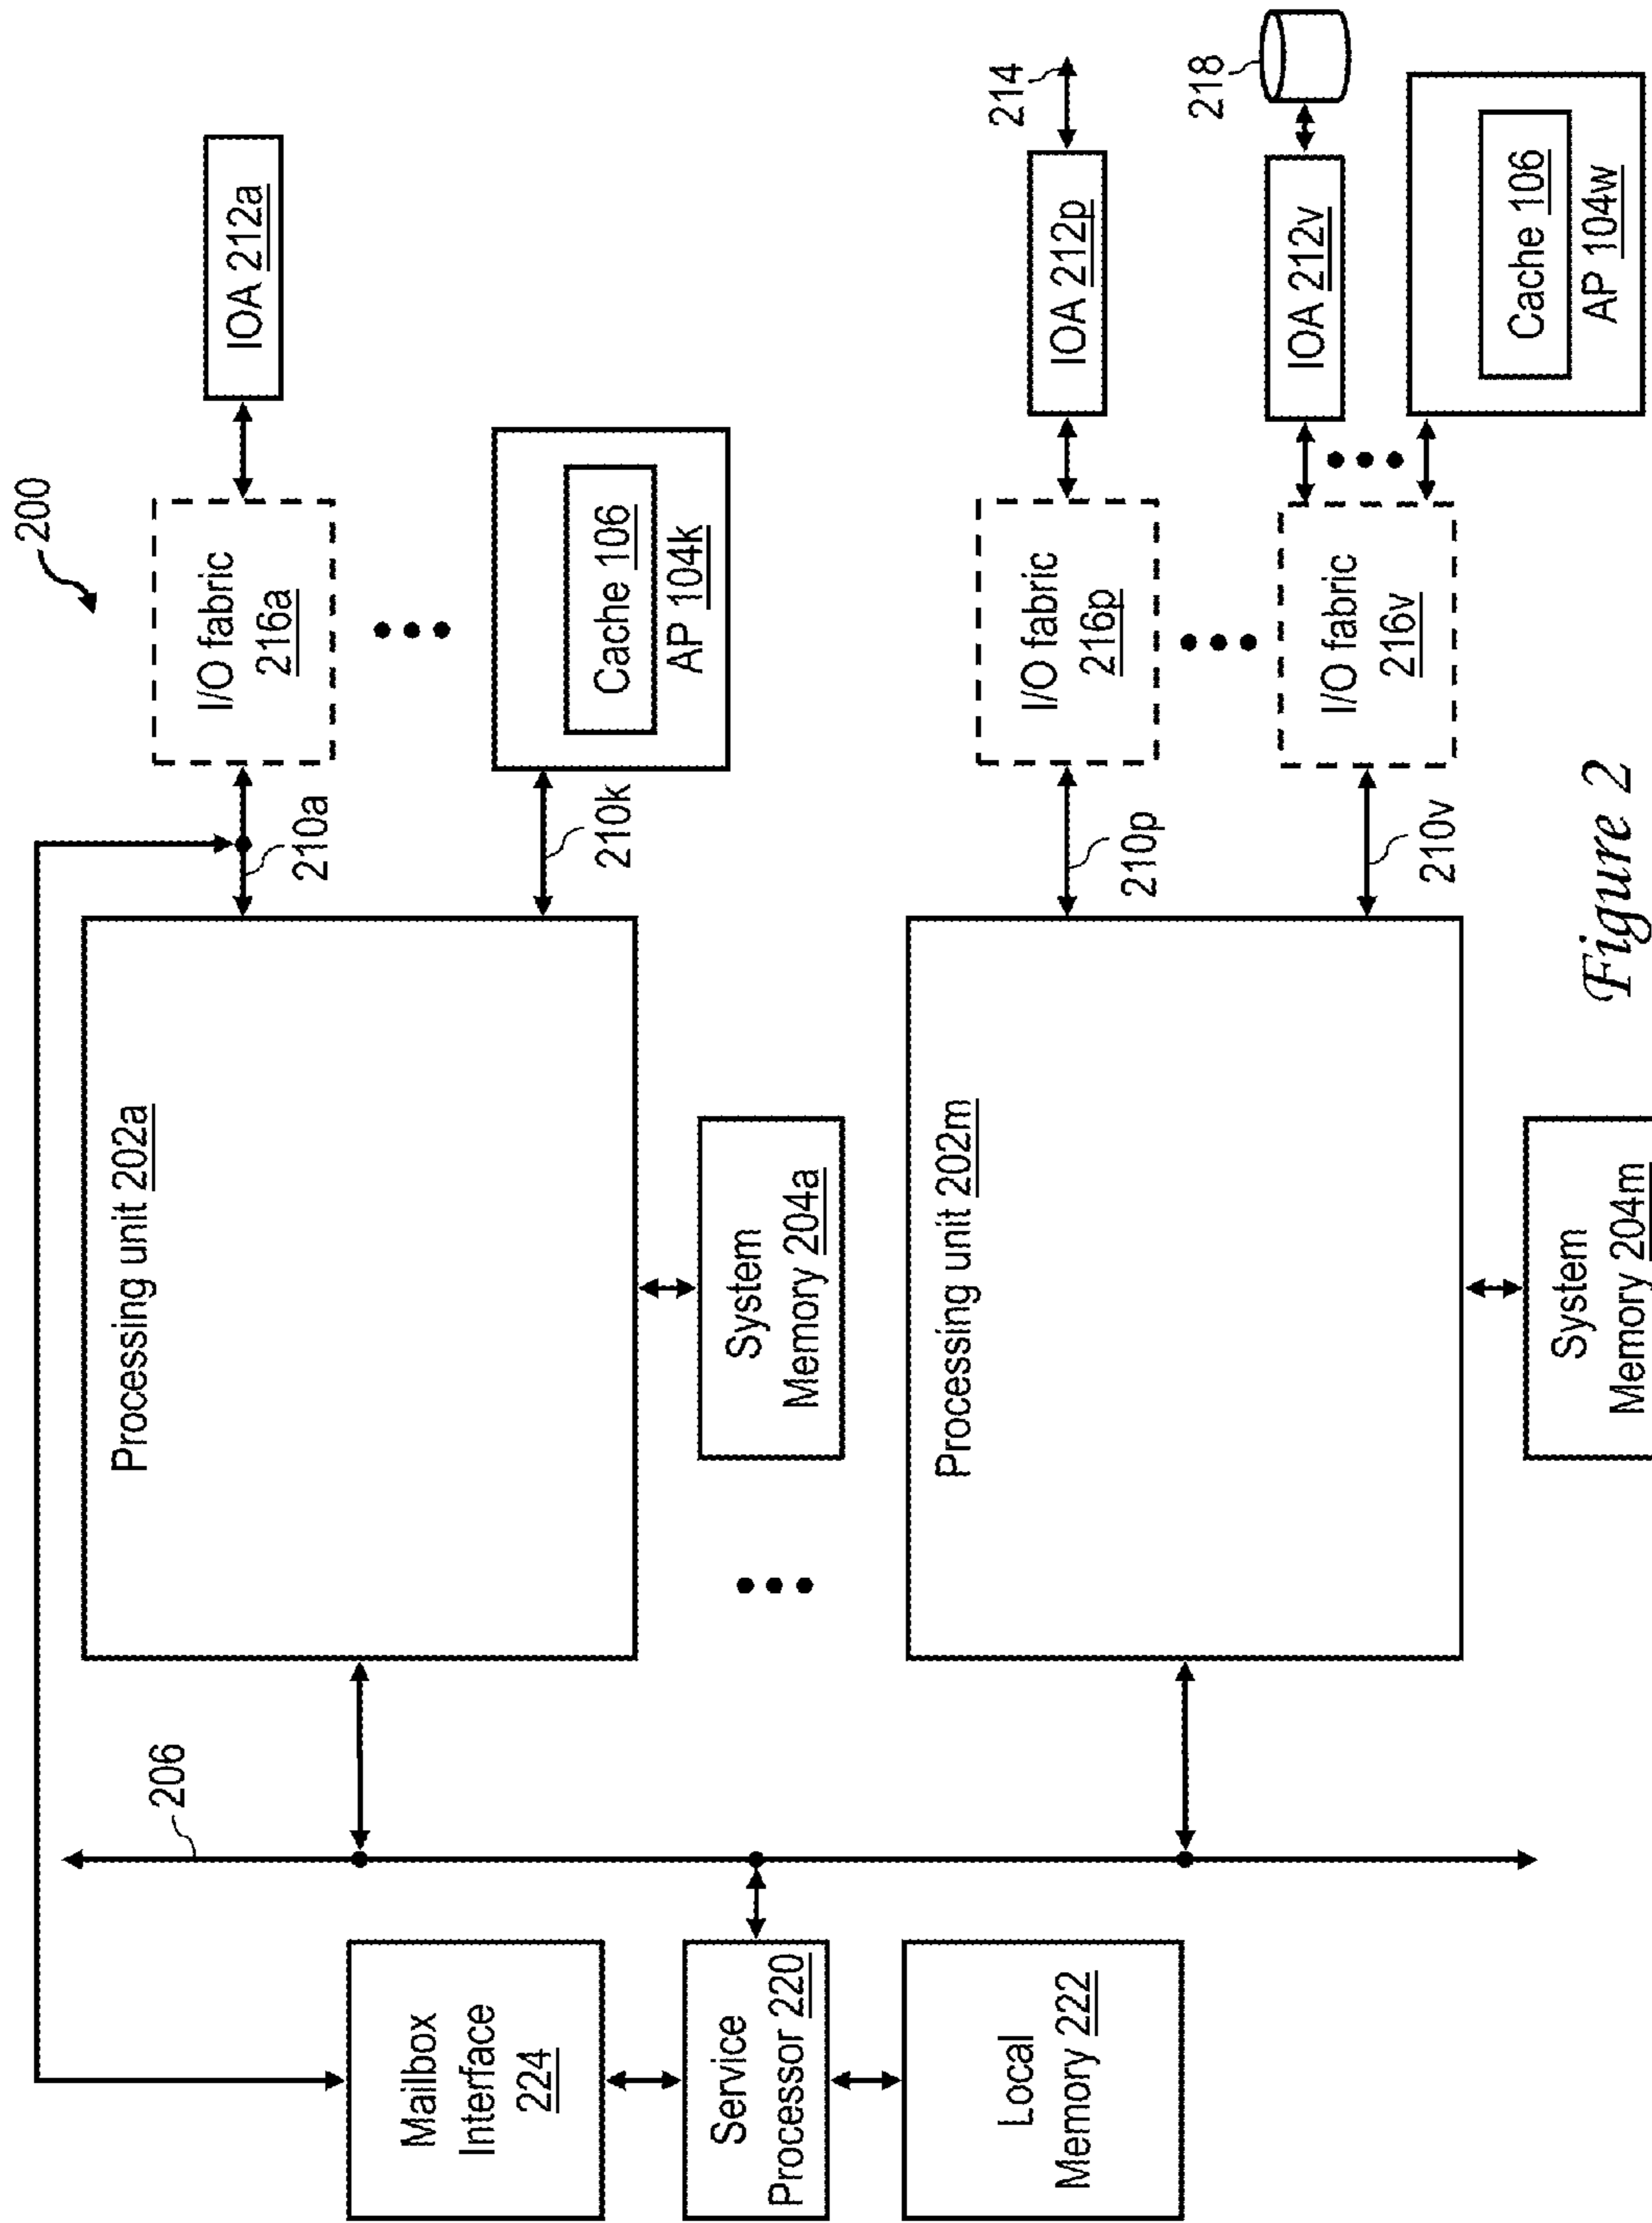 200
206
Processing unit 202a
210a
I/O fabric
216a
IOA 212a
210k
Cache 106
AP 104k
System
Memory 204a
Mailbox
Interface
224
Service
Processor 220
Local
Memory 222
Processing unit 202m
210p
I/O fabric
216p
IOA 212p
214
210v
I/O fabric
216v
IOA 212v
218
Cache 106
AP 104w
System
Memory 204m
Figure 2